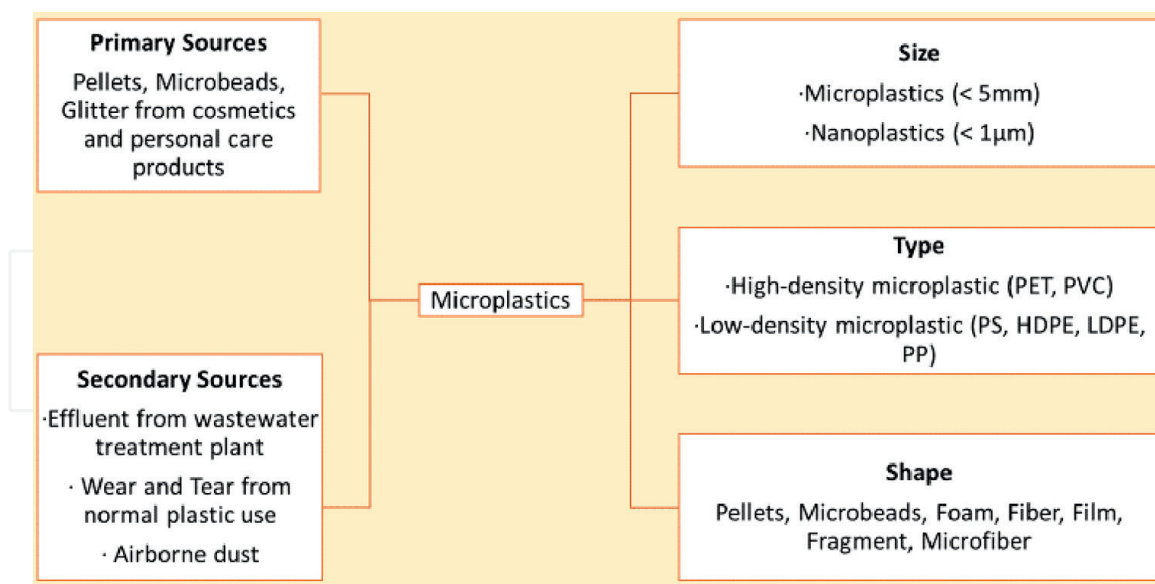 Primary Sources
Pellets, Microbeads,
Glitter from cosmetics
and personal care
products
Secondary Sources
·Effluent from wastewater
treatment plant
· Wear and Tear from
normal plastic use
· Airborne dust
Microplastics
Size
·Microplastics (< 5mm)
·Nanoplastics (< 1µm)
Type
·High-density microplastic (PET, PVC)
·Low-density microplastic (PS, HDPE, LDPE,
PP)
Shape
Pellets, Microbeads, Foam, Fiber, Film,
Fragment, Microfiber